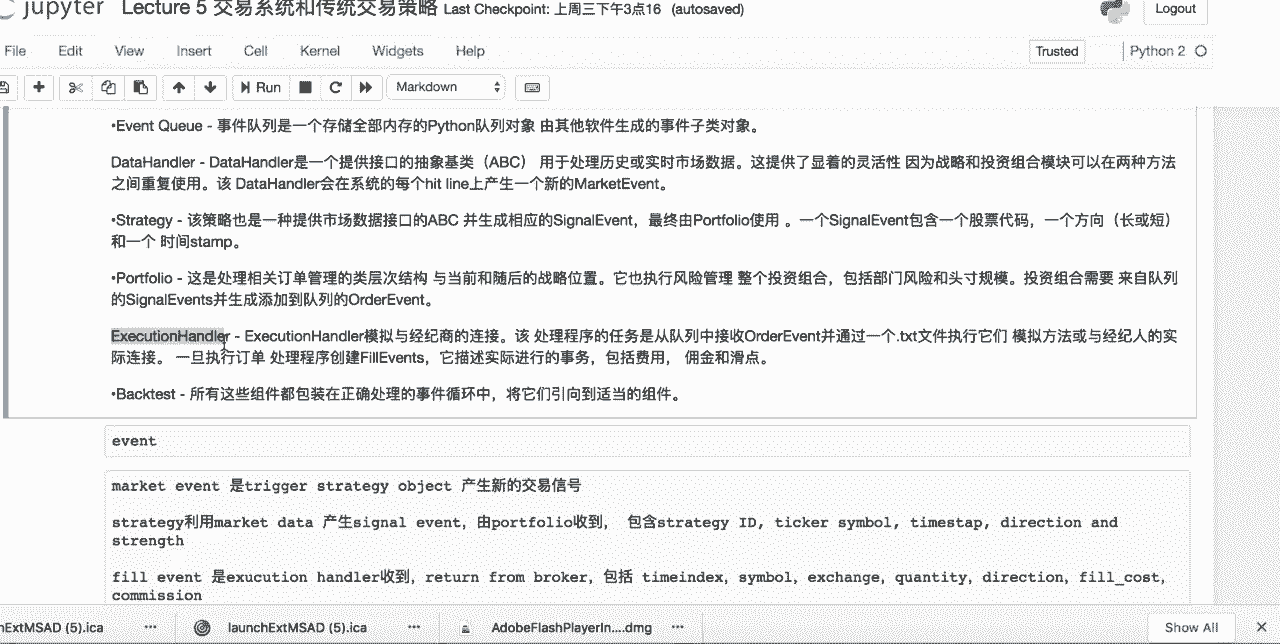 jupyter Lecture 5 交易系统和传统交易策略 Last Checkpoint: 上周三下午3点16 (autosaved)
Logout
File Edit View Insert Cell Kernel Widgets Help Trusted Python 2
Run Markdown
•Event Queue - 事件队列是一个存储全部内存的Python队列对象 由其他软件生成的事件子类对象。
DataHandler - DataHandler是一个提供接口的抽象基类（ABC） 用于处理历史或实时市场数据。这提供了显着的灵活性 因为战略和投资组合模块可以在两种方法
之间重复使用。该 DataHandler会在系统的每个hit line上产生一个新的MarketEvent。
•Strategy - 该策略也是一种提供市场数据接口的ABC 并生成相应的SignalEvent，最终由Portfolio使用 。一个SignalEvent包含一个股票代码，一个方向（长或短）
和一个 时间stamp。
•Portfolio - 这是处理相关订单管理的类层次结构 与当前和随后的战略位置。它也执行风险管理 整个投资组合，包括部门风险和头寸规模。投资组合需要 来自队列
的SignalEvents并生成添加到队列的OrderEvent。
ExecutionHandler - ExecutionHandler模拟与经纪商的连接。该 处理程序的任务是从队列中接收OrderEvent并通过一个.txt文件执行它们 模拟方法或与经纪人的实
际连接。 一旦执行订单 处理程序创建FillEvents，它描述实际进行的事务，包括费用， 佣金和滑点。
•Backtest - 所有这些组件都包装在正确处理的事件循环中，将它们引向到适当的组件。
event
market event 是trigger strategy object 产生新的交易信号
strategy利用market data 产生signal event, 由portfolio收到， 包含strategy ID, ticker symbol, timestap, direction and
strength
fill event 是exucution handler收到, return from broker, 包括 timeindex, symbol, exchange, quantity, direction, fill_cost,
commission
hExtMSAD (5).ica ··· launchExtMSAD (5).ica ··· AdobeFlashPlayerIn....dmg ··· Show All